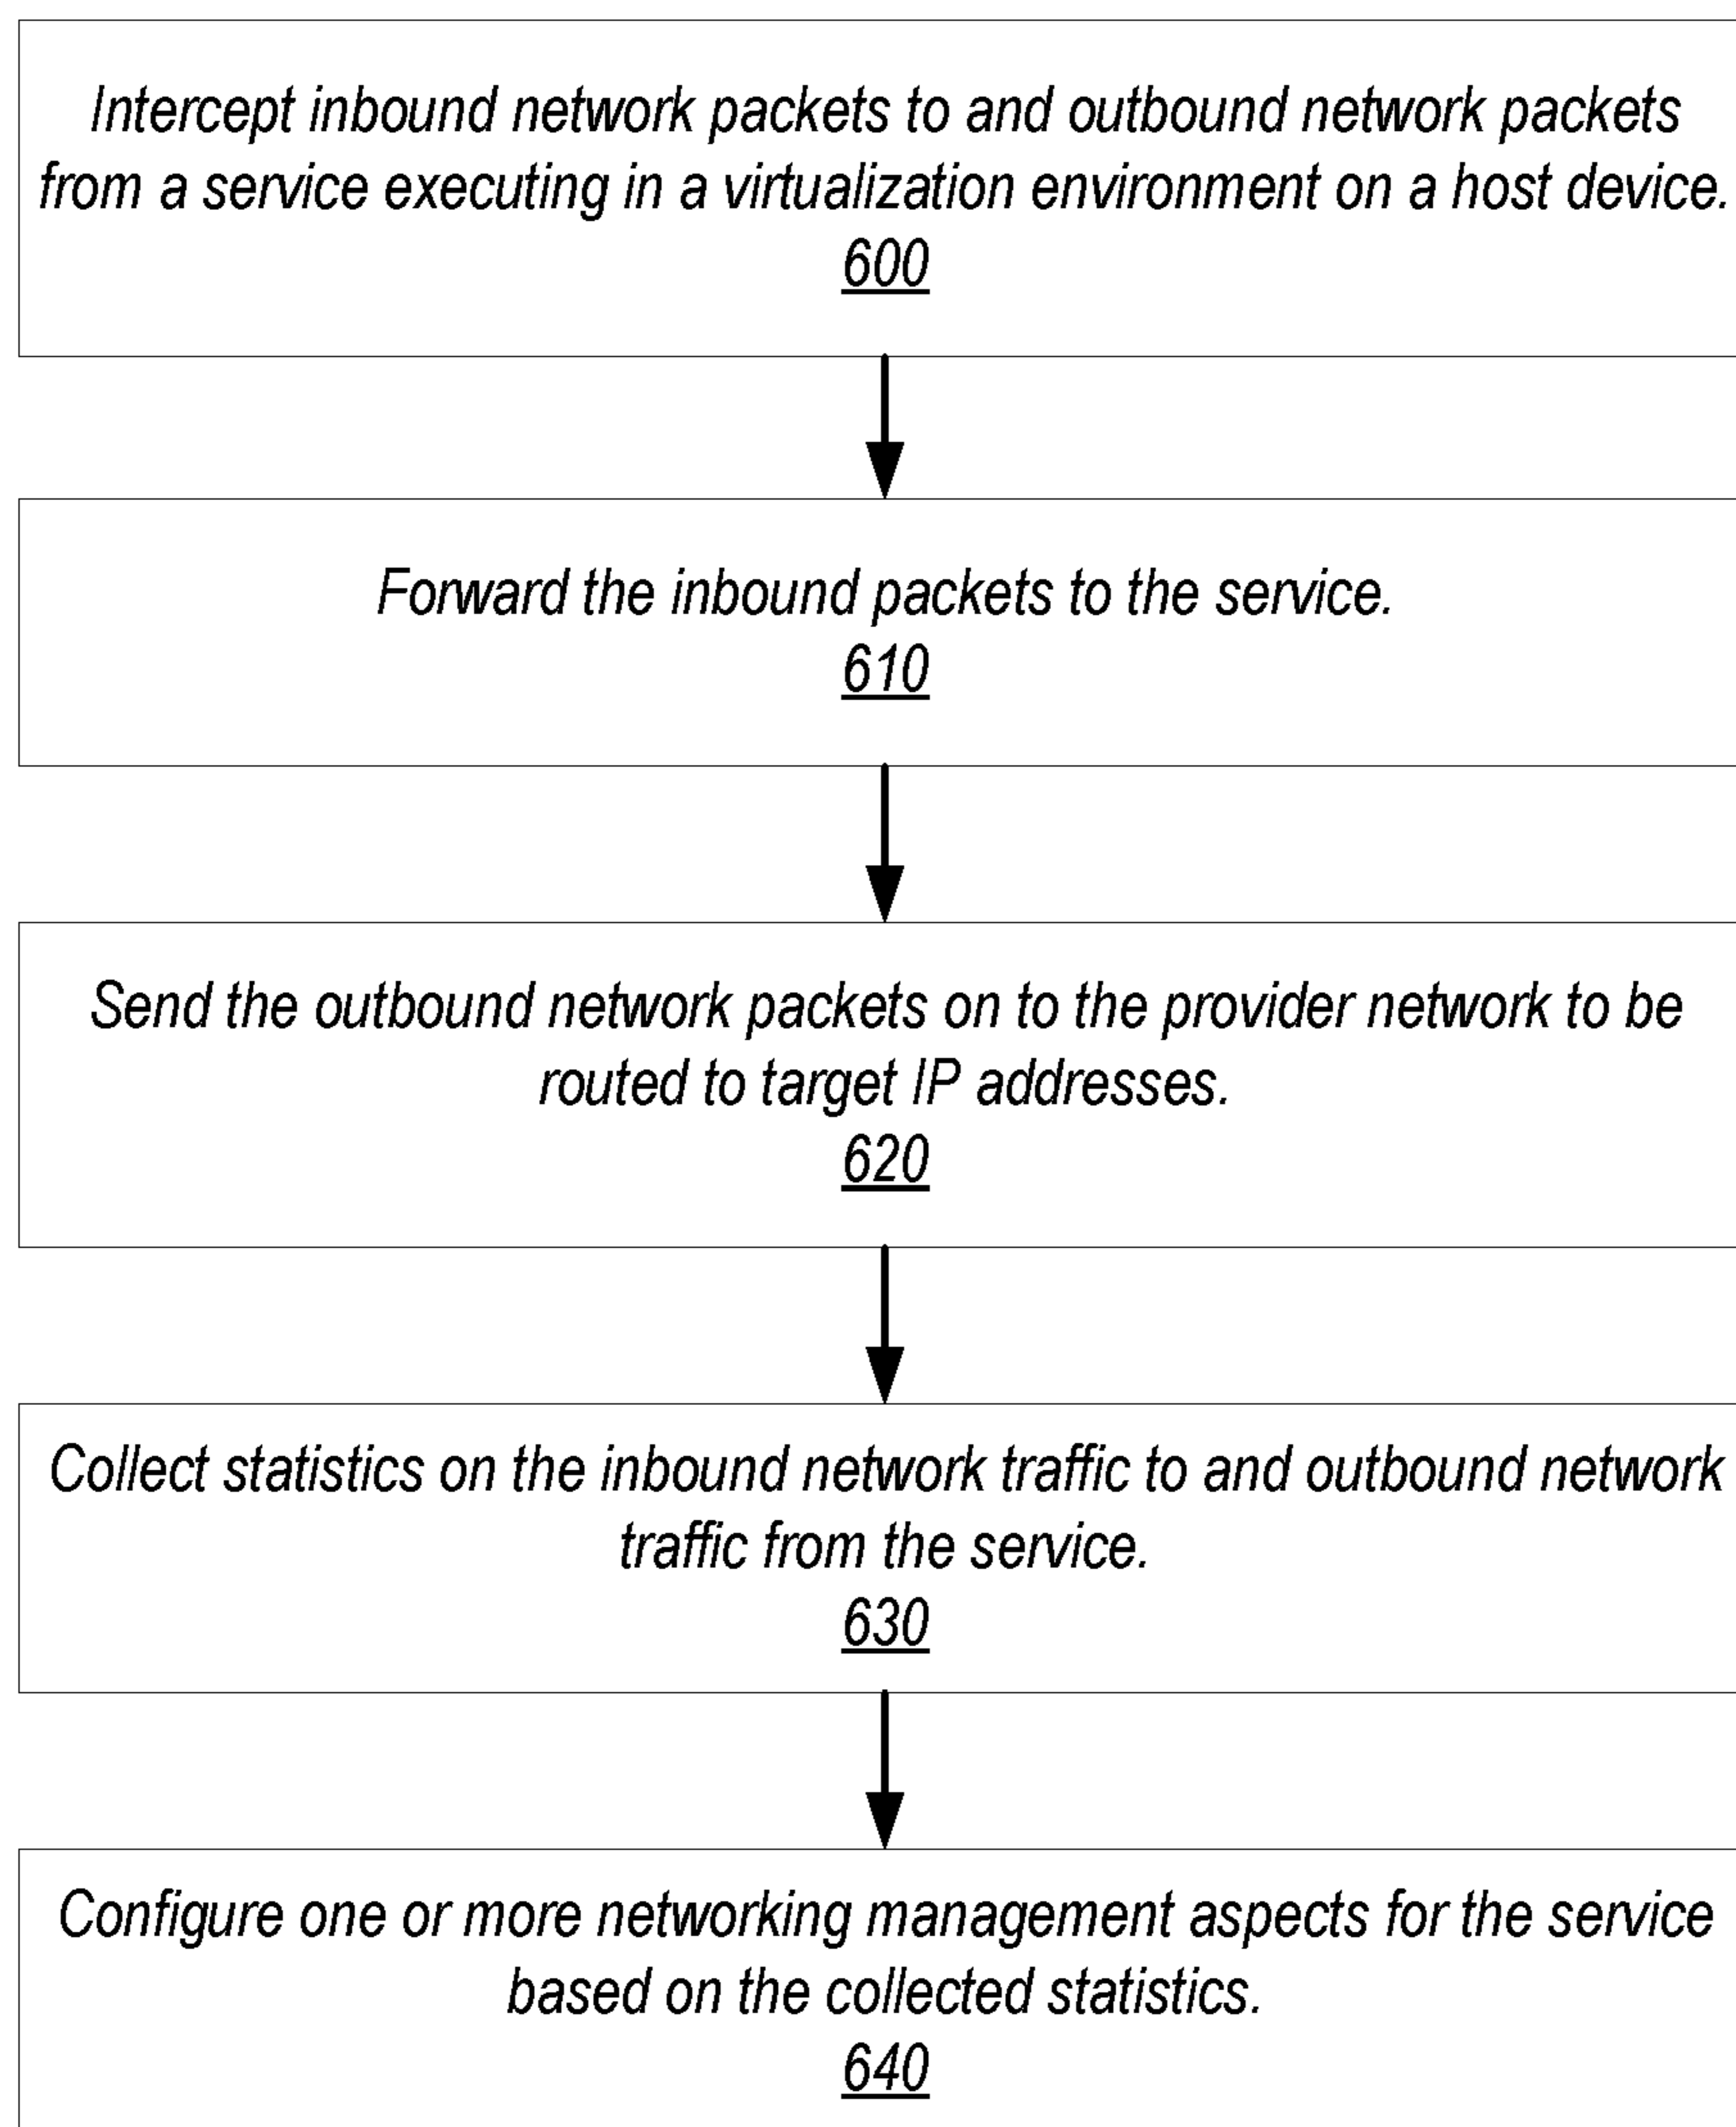 Intercept inbound network packets to and outbound network packets
from a service executing in a virtualization environment on a host device.
600
Forward the inbound packets to the service.
610
Send the outbound network packets on to the provider network to be
routed to target IP addresses.
620
Collect statistics on the inbound network traffic to and outbound network
traffic from the service.
630
Configure one or more networking management aspects for the service
based on the collected statistics.
640